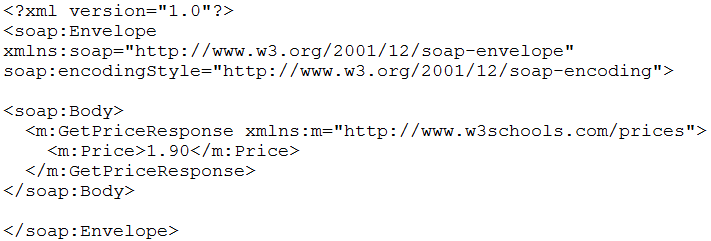 <?xml version="1.0"?>
<soap:Envelope
xmlns:soap="http://www.w3.org/2001/12/soap-envelope"
soap:encodingStyle="http://www.w3.org/2001/12/soap-encoding">

<soap:Body>
  <m:GetPriceResponse xmlns:m="http://www.w3schools.com/prices">
    <m:Price>1.90</m:Price>
  </m:GetPriceResponse>
</soap:Body>

</soap:Envelope>